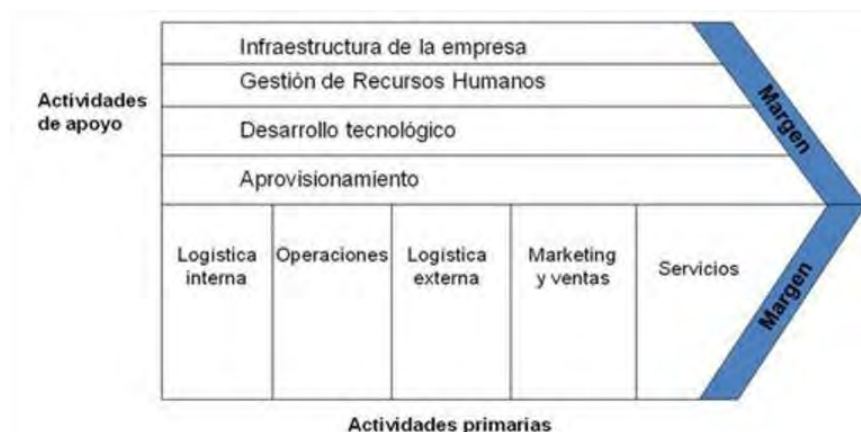 Infraestructura de la empresa
Gestión de Recursos Humanos
Actividades
de apoyo
Desarrollo tecnológico
Aprovisionamiento
Margen
Logística
interna
Operaciones
Logística
externa
Marketing
y ventas
Servicios
Margen
Actividades primarias